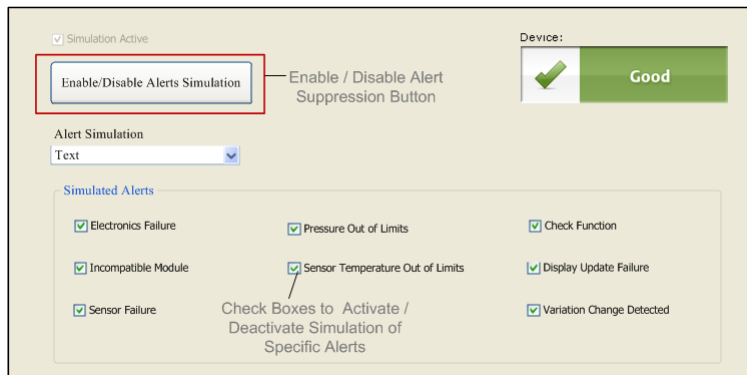 Simulation Active
Device:
Enable/Disable Alerts Simulation
Enable / Disable Alert
Suppression Button
Good
Alert Simulation
Text
Simulated Alerts
Electronics Failure
Pressure Out of Limits
Check Function
Incompatible Module
Sensor Temperature Out of Limits
Display Update Failure
Sensor Failure
Check Boxes to Activate /
Deactivate Simulation of
Specific Alerts
Variation Change Detected